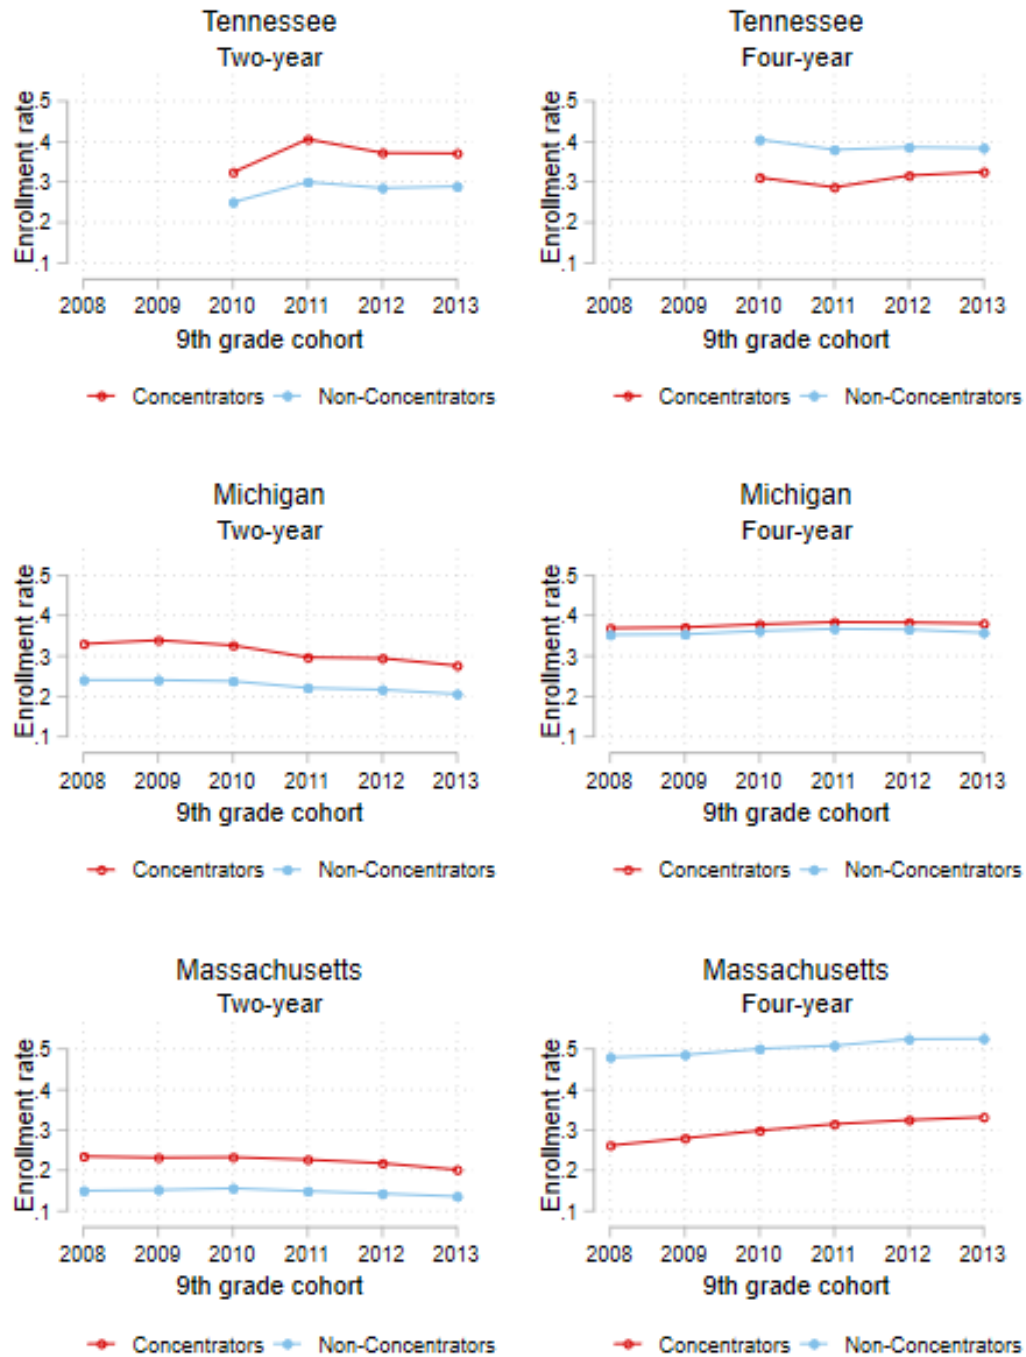 Tennessee
Two-year
Enrollment rate
.5
.4
.3
.2
.1
2008 2009 2010 2011 2012 2013
9th grade cohort
Concentrators Non-Concentrators
Tennessee
Four-year
Enrollment rate
.5
.4
.3
.2
.1
2008 2009 2010 2011 2012 2013
9th grade cohort
Concentrators Non-Concentrators
Michigan
Two-year
Enrollment rate
.5
.4
.3
.2
.1
2008 2009 2010 2011 2012 2013
9th grade cohort
Concentrators Non-Concentrators
Michigan
Four-year
Enrollment rate
.5
.4
.3
.2
.1
2008 2009 2010 2011 2012 2013
9th grade cohort
Concentrators Non-Concentrators
Massachusetts
Two-year
Enrollment rate
.5
.4
.3
.2
.1
2008 2009 2010 2011 2012 2013
9th grade cohort
Concentrators Non-Concentrators
Massachusetts
Four-year
Enrollment rate
.5
.4
.3
.2
.1
2008 2009 2010 2011 2012 2013
9th grade cohort
Concentrators Non-Concentrators